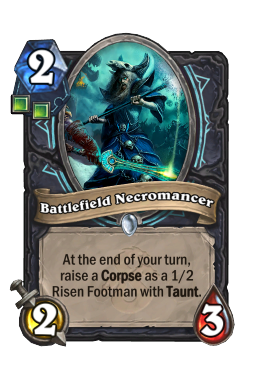 2
Battlefield Necromancer
At the end of your turn,
raise a Corpse as a 1/2
Risen Footman with Taunt.
2 3